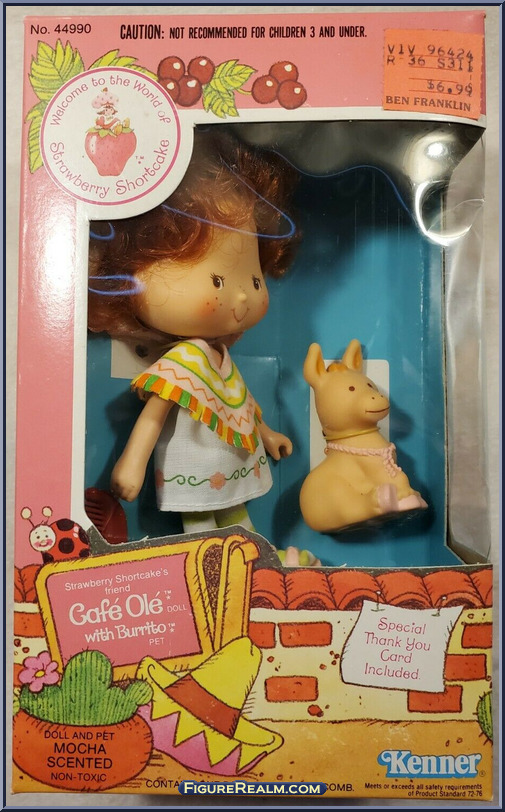 No. 44990
CAUTION: NOT RECOMMENDED FOR CHILDREN 3 AND UNDER.
VIV 96424
R 36 S311
$6.99
BEN FRANKLIN
Welcome to the World of
Strawberry Shortcake
Strawberry Shortcake's
friend
Café Olé™ DOLL
with Burrito™
PET
Special
Thank You
Card
Included.
DOLL AND PET
MOCHA
SCENTED
NON-TOXIC
Kenner
Meets or exceeds all safety requirements
of Product Standard 72-76
COMB.
FIGUREREALM.COM